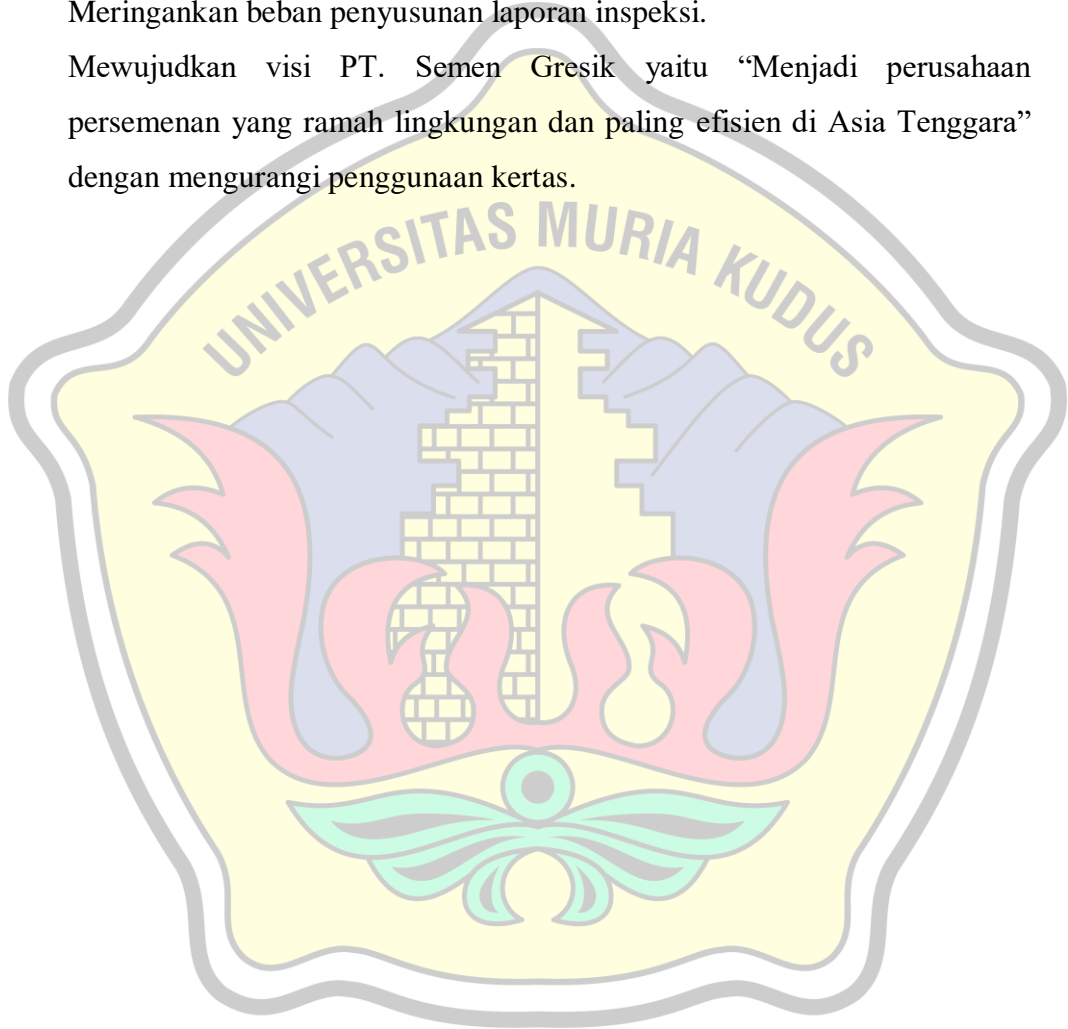 Meringankan beban penyusunan laporan inspeksi.
Mewujudkan visi PT. Semen Gresik yaitu “Menjadi perusahaan
persemenan yang ramah lingkungan dan paling efisien di Asia Tenggara”
dengan mengurangi penggunaan kertas.
UNIVERSITAS MURIA KUDUS